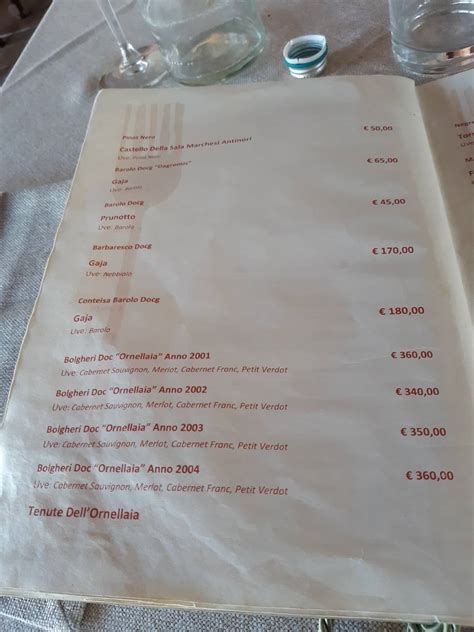 Pinot Nero € 50,00
Castello Della Sala Marchesi Antinori
Uve: Pinot Nero
Barolo Docg "Dagromis" € 65,00
Gaja
Uve: Barolo
Barolo Docg € 45,00
Prunotto
Uve: Barolo
Barbaresco Docg € 170,00
Gaja
Uve: Nebbiolo
Conteisa Barolo Docg € 180,00
Gaja
Uve: Barolo
Bolgheri Doc "Ornellaia" Anno 2001 € 360,00
Uve: Cabernet Sauvignon, Merlot, Cabernet Franc, Petit Verdot
Bolgheri Doc "Ornellaia" Anno 2002 € 340,00
Uve: Cabernet Sauvignon, Merlot, Cabernet Franc, Petit Verdot
Bolgheri Doc "Ornellaia" Anno 2003 € 350,00
Uve: Cabernet Sauvignon, Merlot, Cabernet Franc, Petit Verdot
Bolgheri Doc "Ornellaia" Anno 2004 € 360,00
Uve: Cabernet Sauvignon, Merlot, Cabernet Franc, Petit Verdot
Tenute Dell'Ornellaia